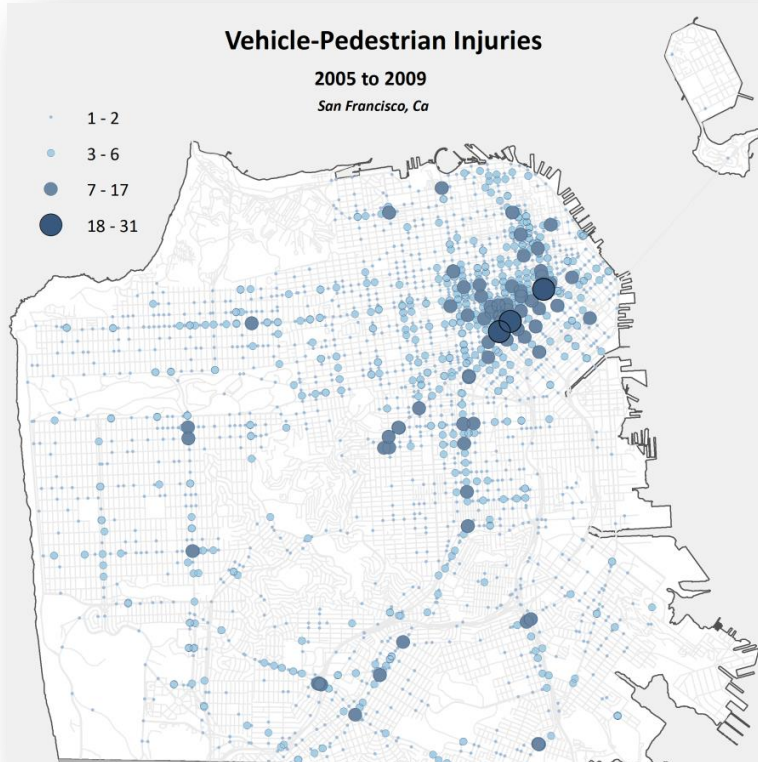 Vehicle-Pedestrian Injuries
2005 to 2009
San Francisco, Ca
1 - 2
3 - 6
7 - 17
18 - 31